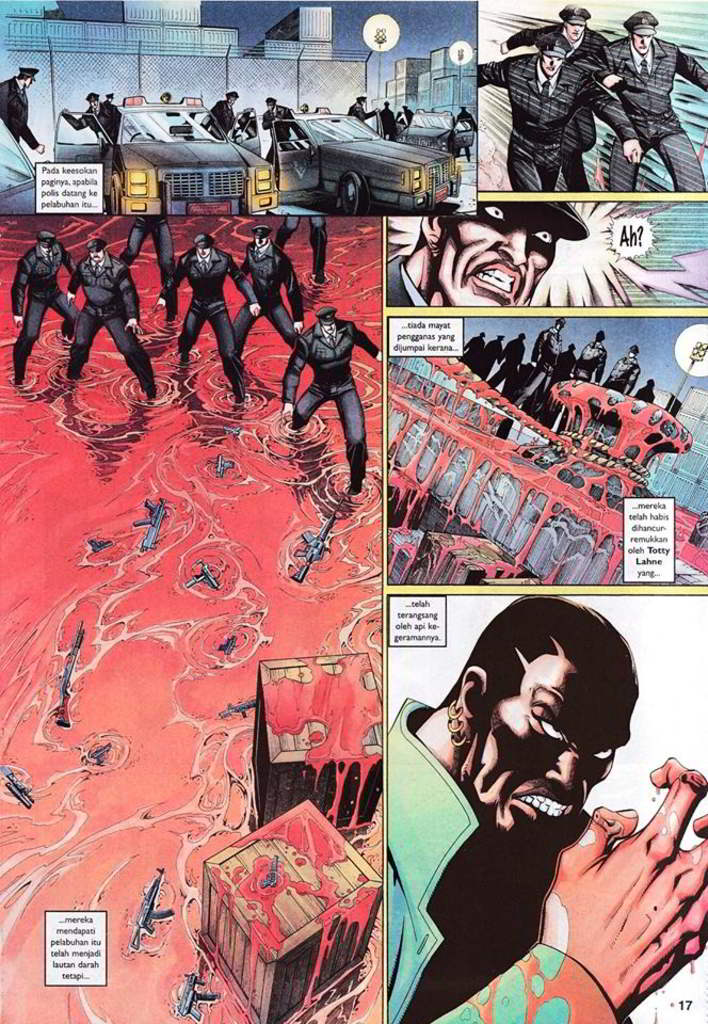 Pada keesokan
paginya, apabila
polis datang ke
pelabuhan itu...
Ah?
...mereka
mendapati
pelabuhan itu
telah menjadi
lautan darah
tetapi...
...tiada mayat
pengganas yang
dijumpai kerana...
...mereka
telah habis
dihancur-
remukkan
oleh Totty
Lahne
yang...
...telah
terangsang
oleh api ke-
geramannya.
17